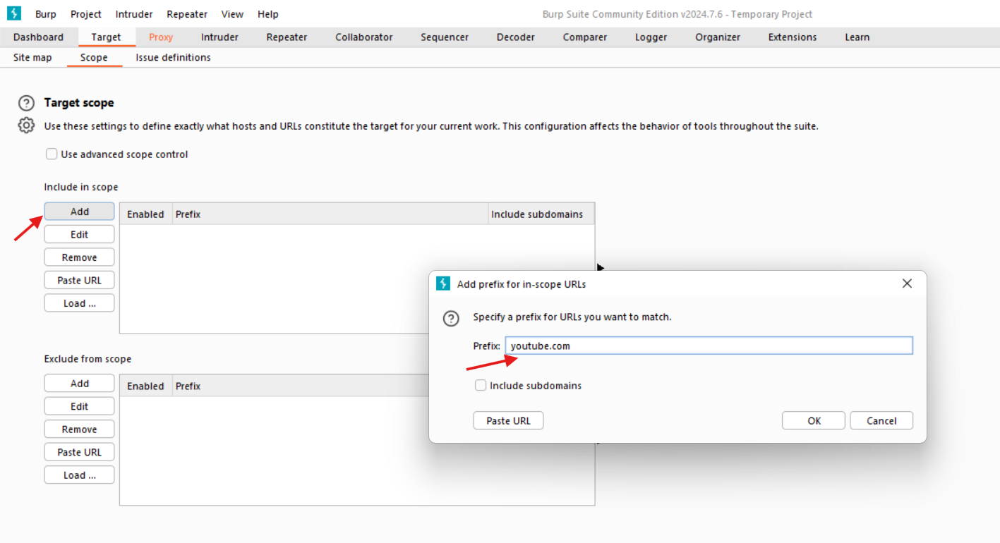 Burp Project Intruder Repeater View Help Burp Suite Community Edition v2024.7.6 - Temporary Project
Dashboard Target Proxy Intruder Repeater Collaborator Sequencer Decoder Comparer Logger Organizer Extensions Learn
Site map Scope Issue definitions
? Target scope
Use these settings to define exactly what hosts and URLs constitute the target for your current work. This configuration affects the behavior of tools throughout the suite.
Use advanced scope control
Include in scope
Add
Edit
Remove
Paste URL
Load ...
Enabled Prefix Include subdomains
Exclude from scope
Add
Edit
Remove
Paste URL
Load ...
Enabled Prefix
Add prefix for in-scope URLs
? Specify a prefix for URLs you want to match.
Prefix: youtube.com
Include subdomains
Paste URL OK Cancel